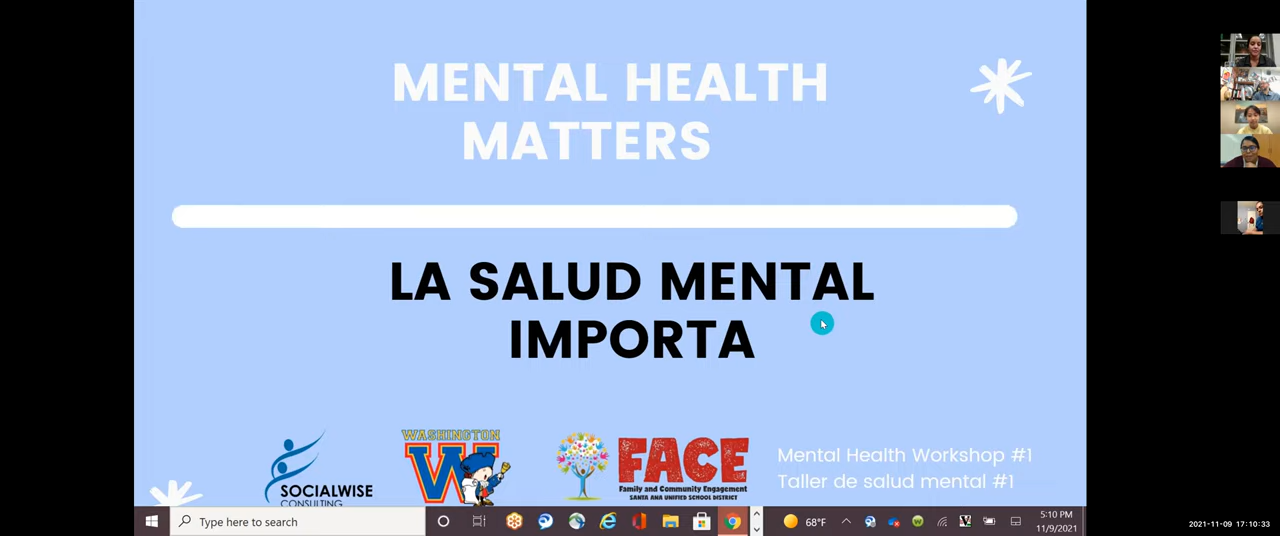 MENTAL HEALTH
MATTERS
LA SALUD MENTAL
IMPORTA
SOCIALWISE
CONSULTING
WASHINGTON
W
FACE
Family and Community Engagement
SANTA ANA UNIFIED SCHOOL DISTRICT
Mental Health Workshop #1
Taller de salud mental #1
Type here to search
68°F
5:10 PM
11/9/2021
2021-11-09 17:10:33